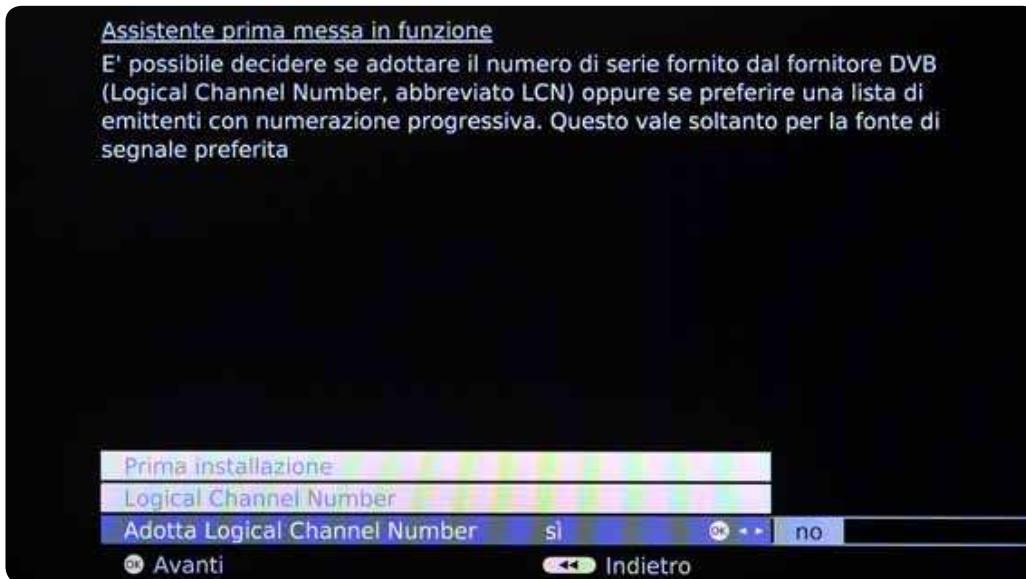 Assistente prima messa in funzione
E' possibile decidere se adottare il numero di serie fornito dal fornitore DVB
(Logical Channel Number, abbreviato LCN) oppure se preferire una lista di
emittenti con numerazione progressiva. Questo vale soltanto per la fonte di
segnale preferita
Prima installazione
Logical Channel Number
Adotta Logical Channel Number sì OK no
OK Avanti Indietro